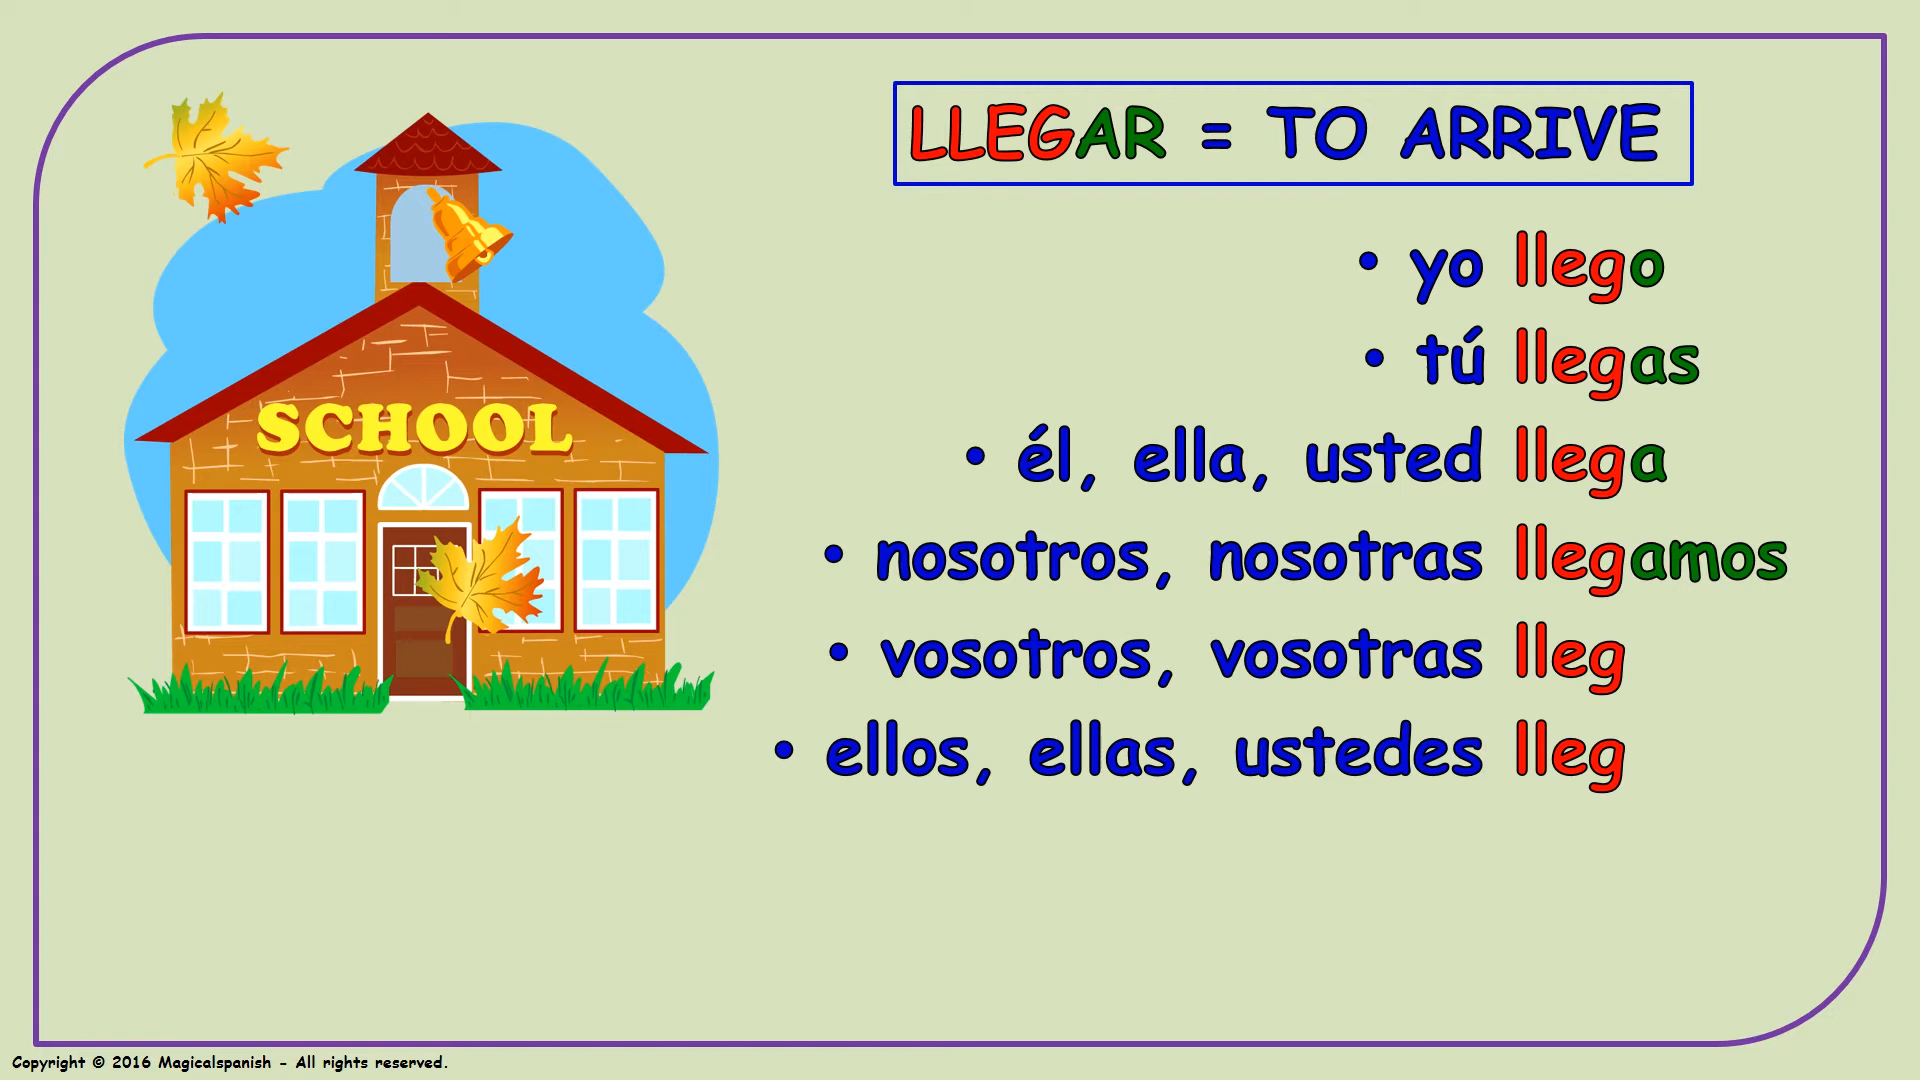 LLEGAR = TO ARRIVE
• yo llego
• tú llegas
SCHOOL
• él, ella, usted llega
• nosotros, nosotras llegamos
• vosotros, vosotras lleg
• ellos, ellas, ustedes lleg
Copyright © 2016 Magicalspanish - All rights reserved.